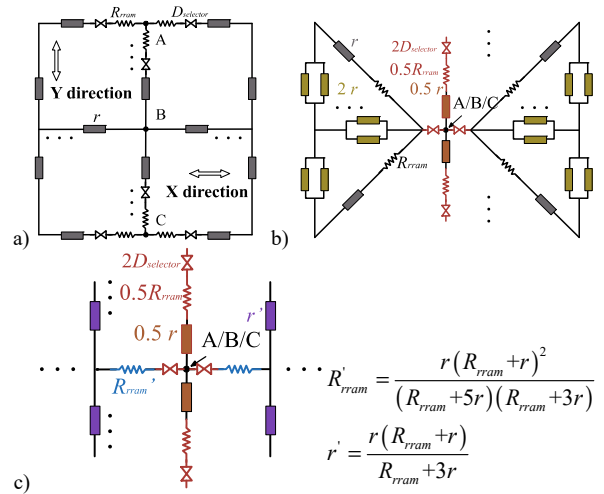 a)
R_rram D_selector
A
Y direction
r
B
X direction
C
b)
r
2D_selector
0.5R_rram
0.5 r
2 r
A/B/C
R_rram
c)
2D_selector
0.5R_rram
r'
0.5 r
A/B/C
R_rram'
R'_rram = r(R_rram+r)^2 / (R_rram+5r)(R_rram+3r)
r' = r(R_rram+r) / R_rram+3r